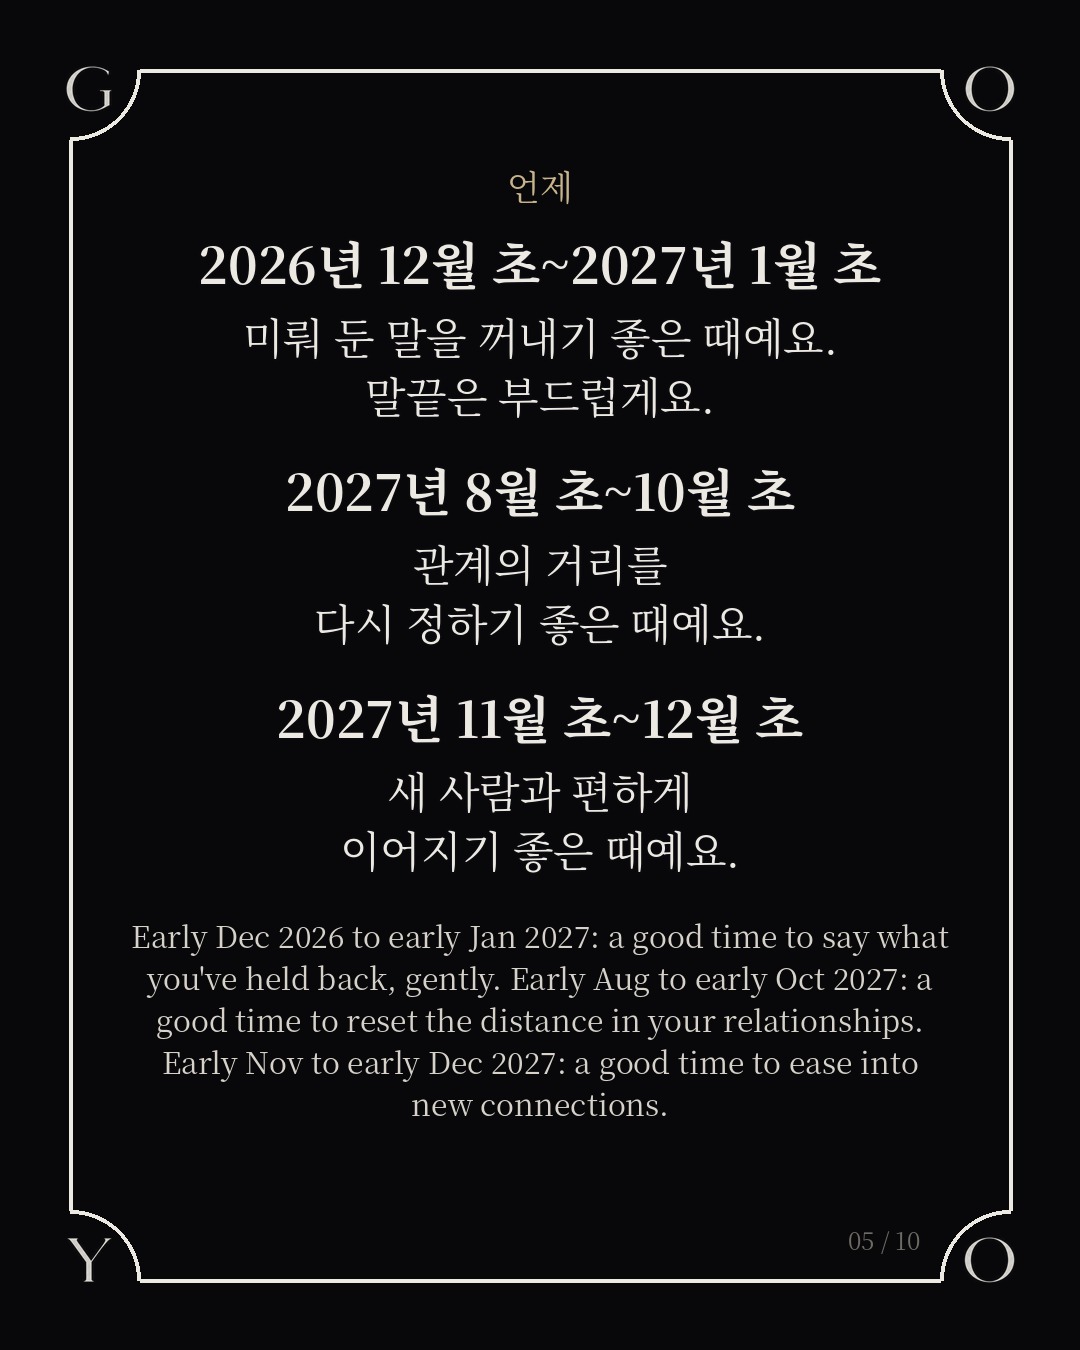 G O
언제
2026년 12월 초~2027년 1월 초
미뤄 둔 말을 꺼내기 좋은 때예요.
말끝은 부드럽게요.
2027년 8월 초~10월 초
관계의 거리를
다시 정하기 좋은 때예요.
2027년 11월 초~12월 초
새 사람과 편하게
이어지기 좋은 때예요.
Early Dec 2026 to early Jan 2027: a good time to say what
you've held back, gently. Early Aug to early Oct 2027: a
good time to reset the distance in your relationships.
Early Nov to early Dec 2027: a good time to ease into
new connections.
05 / 10
Y O